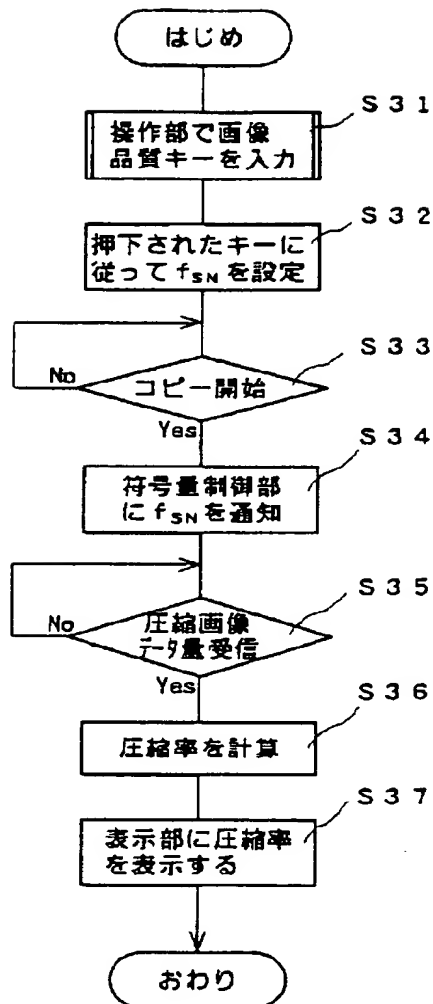 はじめ
S31
操作部で画像
品質キーを入力
S32
押下されたキーに
従ってfSNを設定
S33
No
コピー開始
Yes
S34
符号量制御部
にfSNを通知
S35
No
圧縮画像
データ量受信
Yes
S36
圧縮率を計算
S37
表示部に圧縮率
を表示する
おわり